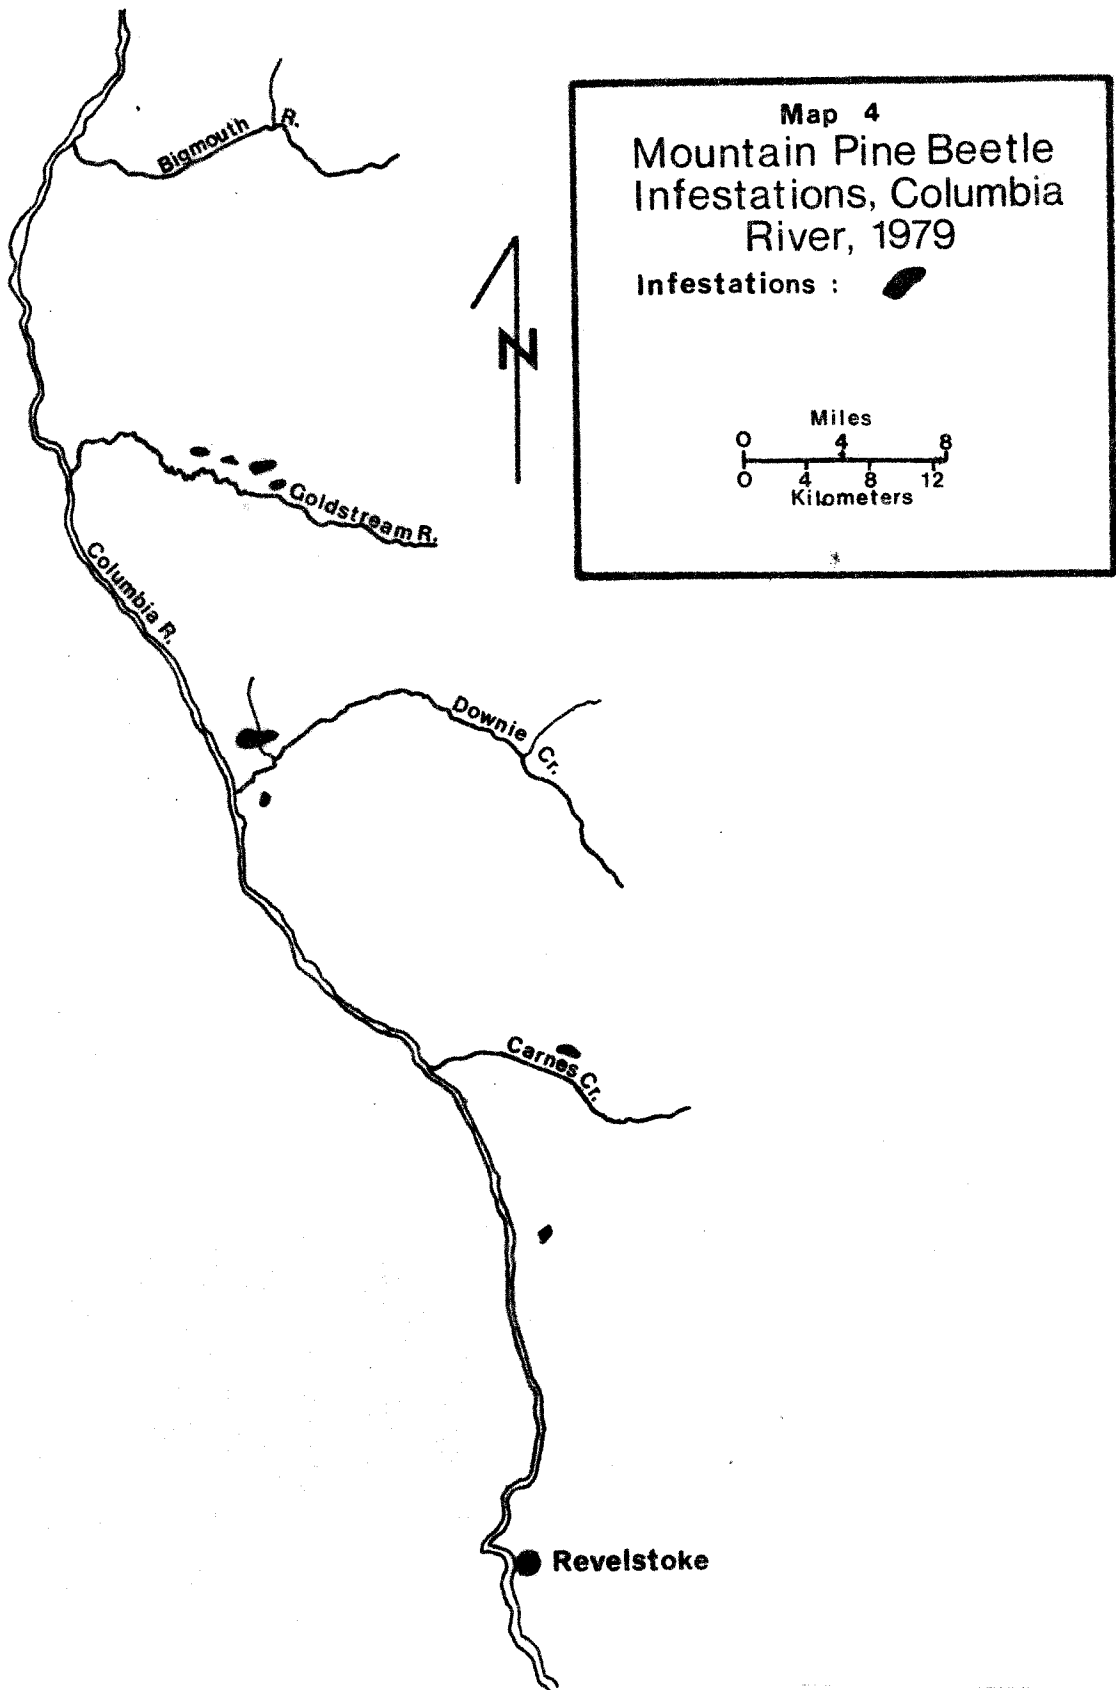 Map 4
Mountain Pine Beetle
Infestations, Columbia
River, 1979
Infestations :
Miles
0 4 8
0 4 8 12
Kilometers
N
Bigmouth R.
Goldstream R.
Columbia R.
Downie Cr.
Carnes Cr.
Revelstoke